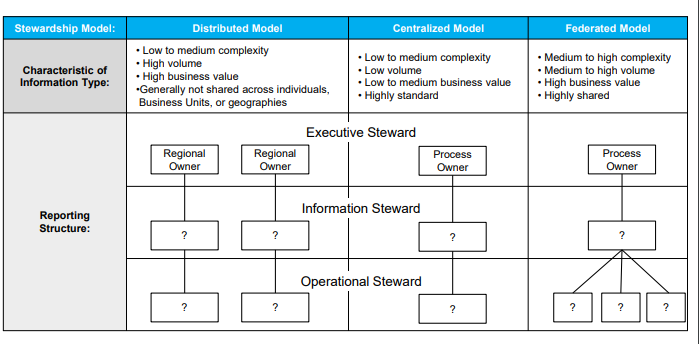 Stewardship Model:
Distributed Model
Centralized Model
Federated Model
Characteristic of
Information Type:
• Low to medium complexity
• High volume
• High business value
•Generally not shared across individuals,
Business Units, or geographies
• Low to medium complexity
• Low volume
• Low to medium business value
• Highly standard
• Medium to high complexity
• Medium to high volume
• High business value
• Highly shared
Reporting
Structure:
Executive Steward
Regional
Owner
Regional
Owner
Process
Owner
Process
Owner
Information Steward
?
?
?
?
Operational Steward
?
?
?
?
?
?